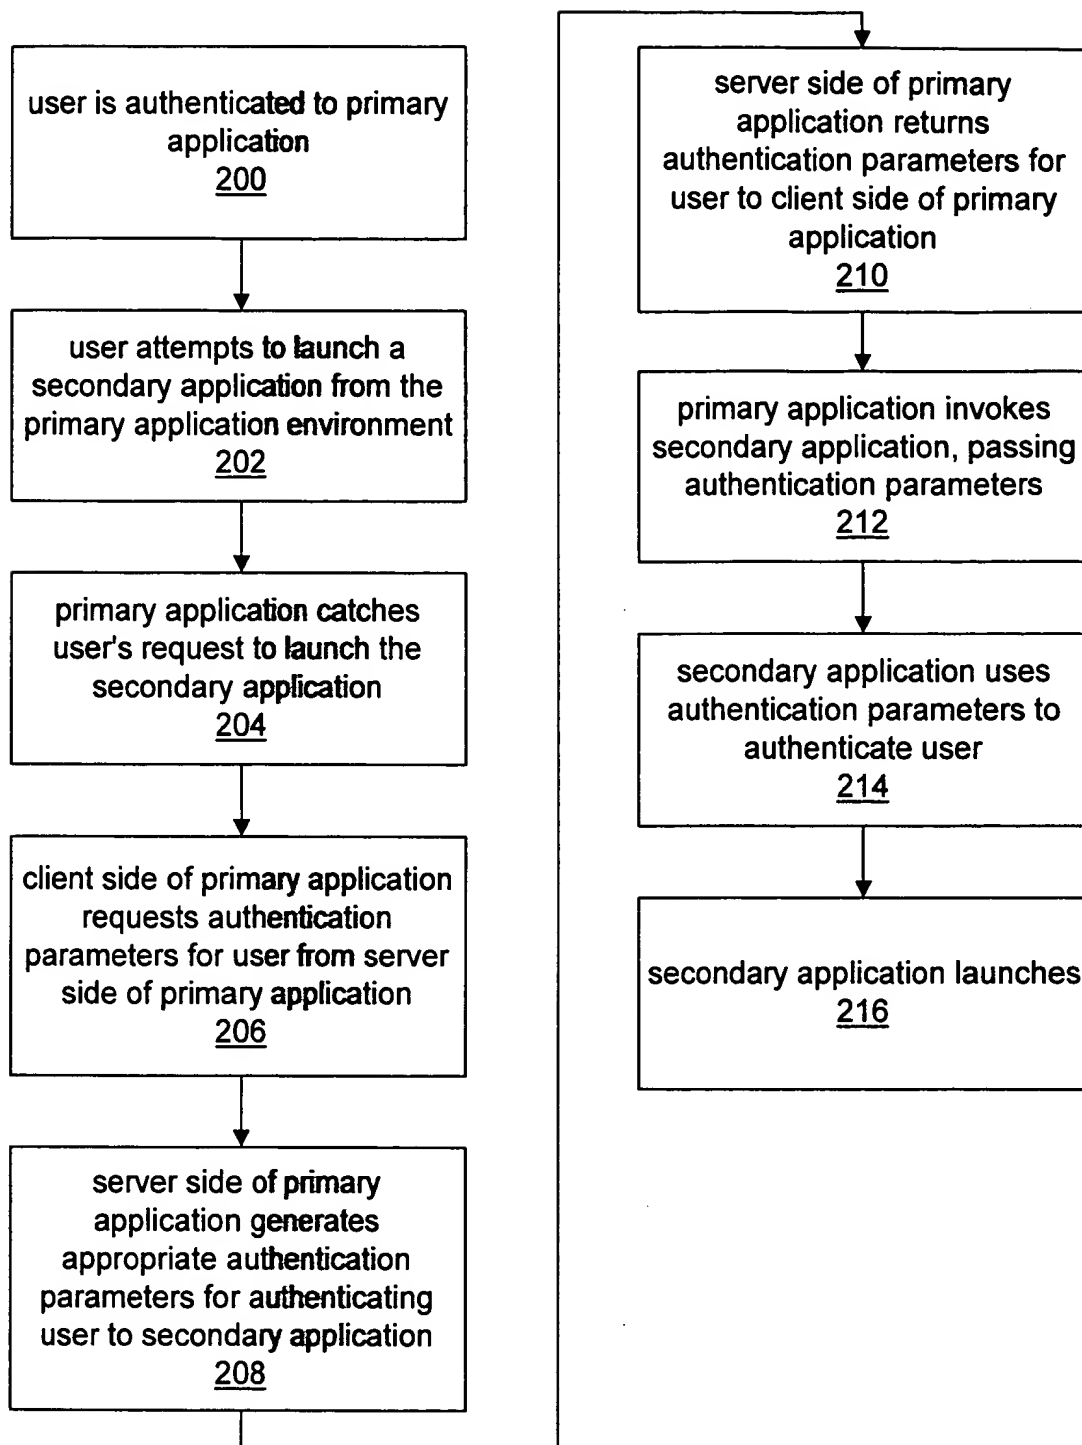 user is authenticated to primary
application
200
user attempts to launch a
secondary application from the
primary application environment
202
primary application catches
user's request to launch the
secondary application
204
client side of primary application
requests authentication
parameters for user from server
side of primary application
206
server side of primary
application generates
appropriate authentication
parameters for authenticating
user to secondary application
208
server side of primary
application returns
authentication parameters for
user to client side of primary
application
210
primary application invokes
secondary application, passing
authentication parameters
212
secondary application uses
authentication parameters to
authenticate user
214
secondary application launches
216